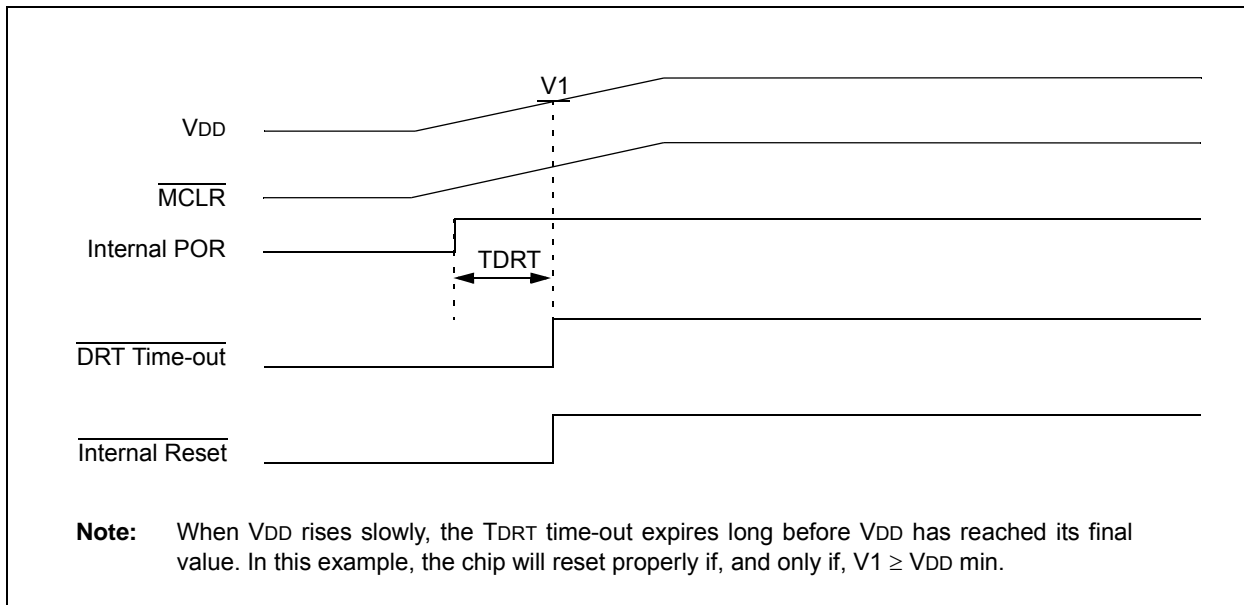 V1
VDD
MCLR
Internal POR
TDRT
DRT Time-out
Internal Reset
Note: When VDD rises slowly, the TDRT time-out expires long before VDD has reached its final
value. In this example, the chip will reset properly if, and only if, V1 ≥ VDD min.